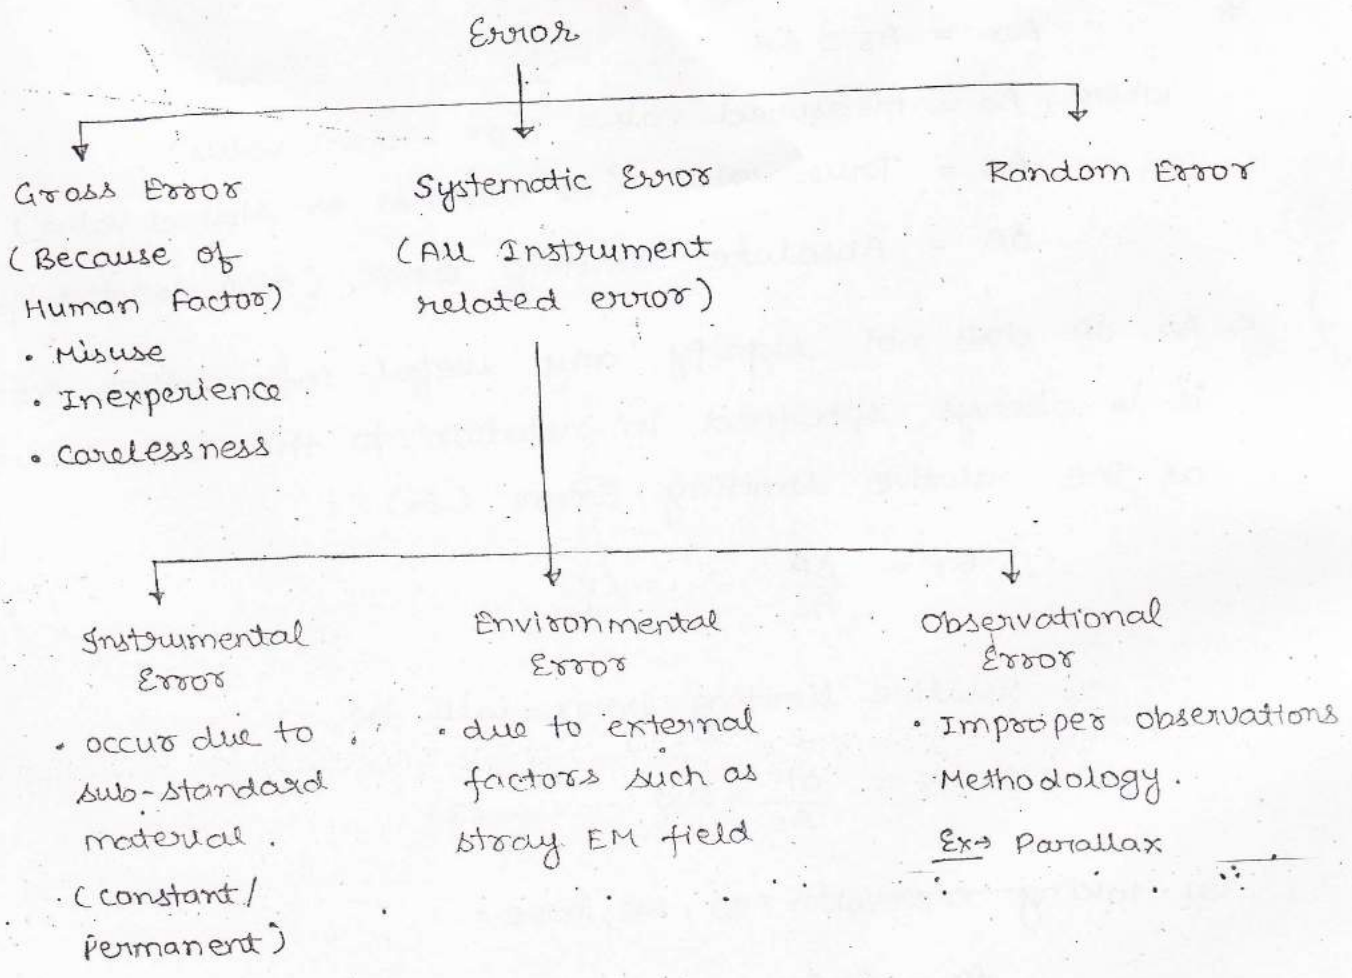 Error
Gross Error
(Because of
Human Factor)
• Misuse
• Inexperience
• Carelessness
Systematic Error
(All Instrument
related error)
Random Error
Instrumental
Error
• occur due to
sub-standard
material.
(constant/
permanent)
Environmental
Error
• due to external
factors such as
stray EM field
Observational
Error
• Improper observations
Methodology.
Ex→ Parallax